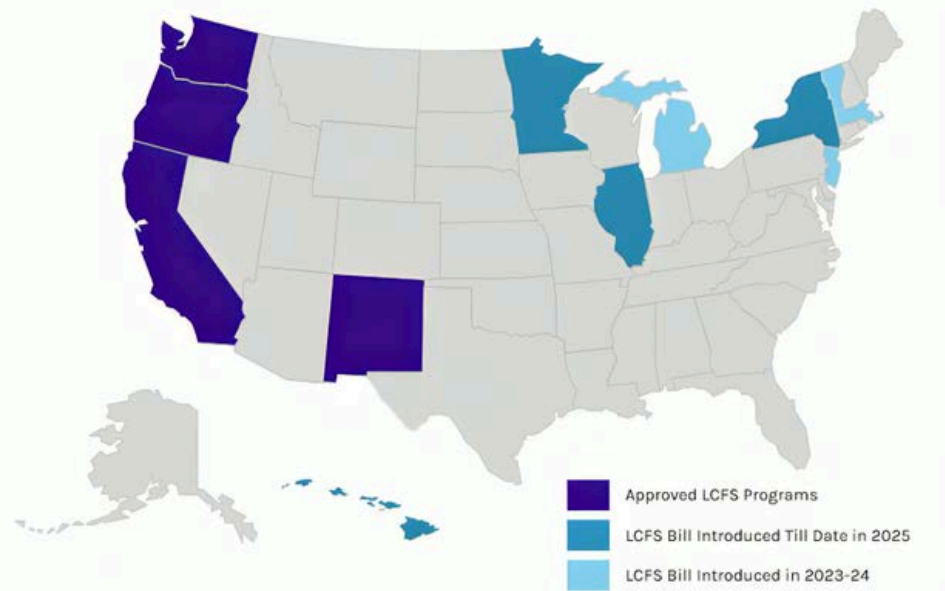 Approved LCFS Programs
LCFS Bill Introduced Till Date in 2025
LCFS Bill Introduced in 2023-24